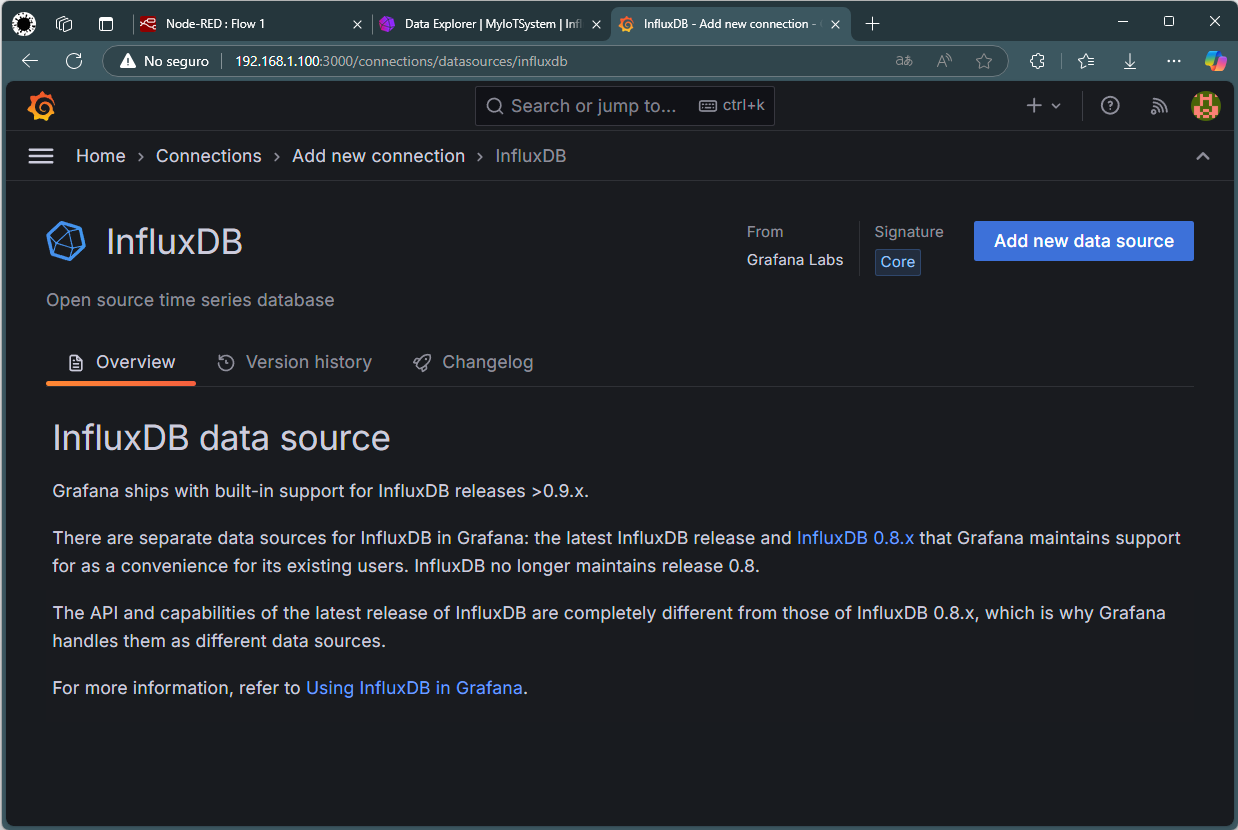 Node-RED : Flow 1
Data Explorer | MyIoTSystem | Infl
InfluxDB - Add new connection -
No seguro
192.168.1.100:3000/connections/datasources/influxdb
Search or jump to...
ctrl+k
Home › Connections › Add new connection › InfluxDB
InfluxDB
From
Grafana Labs
Signature
Core
Add new data source
Open source time series database
Overview
Version history
Changelog
InfluxDB data source
Grafana ships with built-in support for InfluxDB releases >0.9.x.
There are separate data sources for InfluxDB in Grafana: the latest InfluxDB release and InfluxDB 0.8.x that Grafana maintains support
for as a convenience for its existing users. InfluxDB no longer maintains release 0.8.
The API and capabilities of the latest release of InfluxDB are completely different from those of InfluxDB 0.8.x, which is why Grafana
handles them as different data sources.
For more information, refer to Using InfluxDB in Grafana.